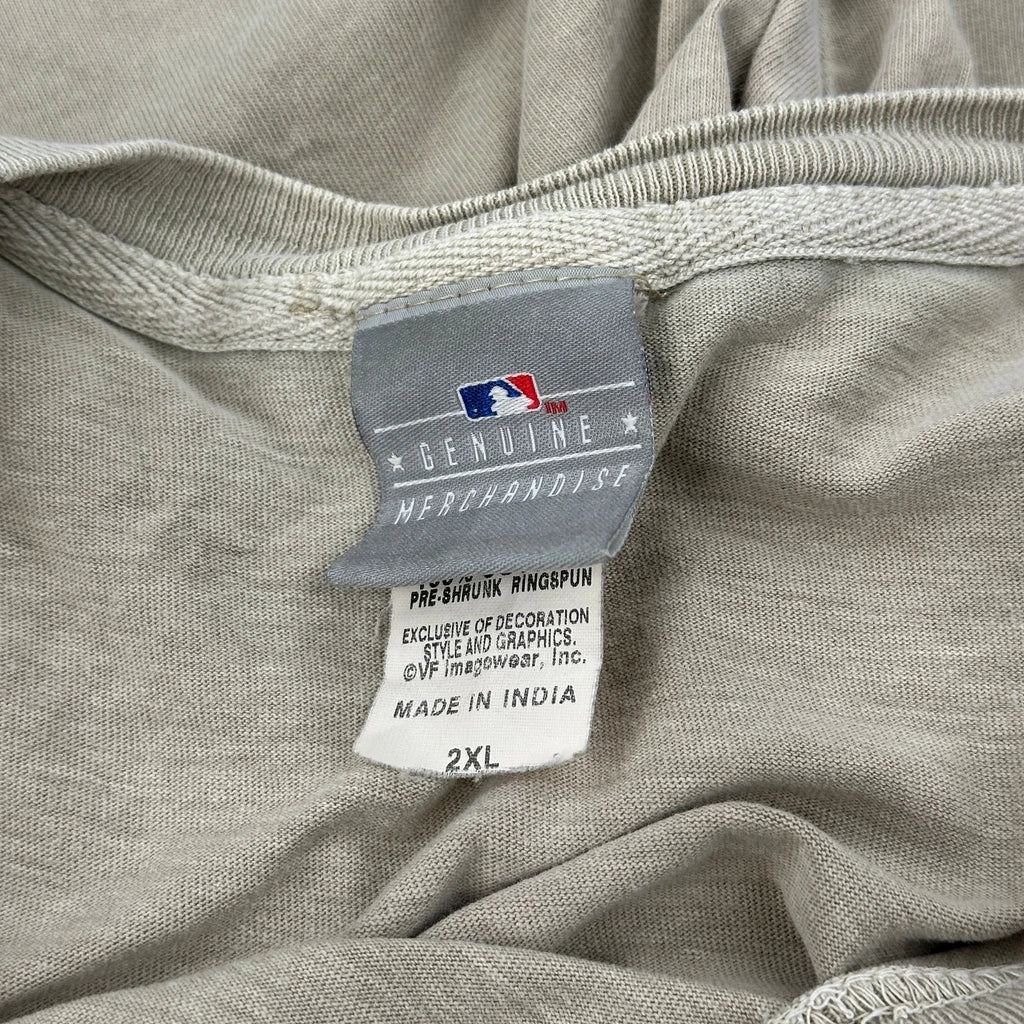 TM
GENUINE
MERCHANDISE
PRE-SHRUNK RINGSPUN
EXCLUSIVE OF DECORATION
STYLE AND GRAPHICS.
©VF Imagewear, Inc.
MADE IN INDIA
2XL